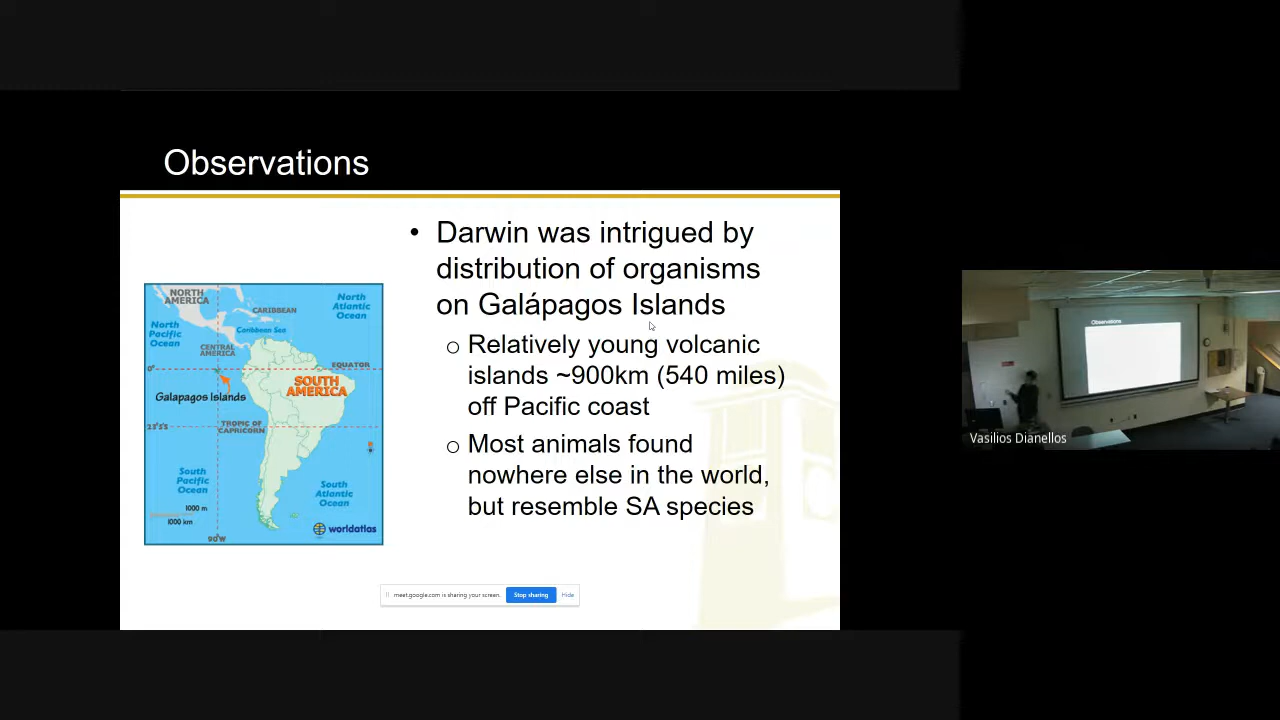 Observations
• Darwin was intrigued by
distribution of organisms
on Galápagos Islands
o Relatively young volcanic
islands ~900km (540 miles)
off Pacific coast
o Most animals found
nowhere else in the world,
but resemble SA species
NORTH
AMERICA
CARIBBEAN
North
Atlantic
Ocean
North
Pacific
Ocean
Caribbean Sea
CENTRAL
AMERICA
EQUATOR
0°
SOUTH
AMERICA
Galapagos Islands
TROPIC OF
CAPRICORN
South
Pacific
Ocean
South
Atlantic
Ocean
1000 m
1000 km
worldatlas
90°W
meet.google.com is sharing your screen.
Stop sharing
Hide
Observations
Vasilios Dianellos